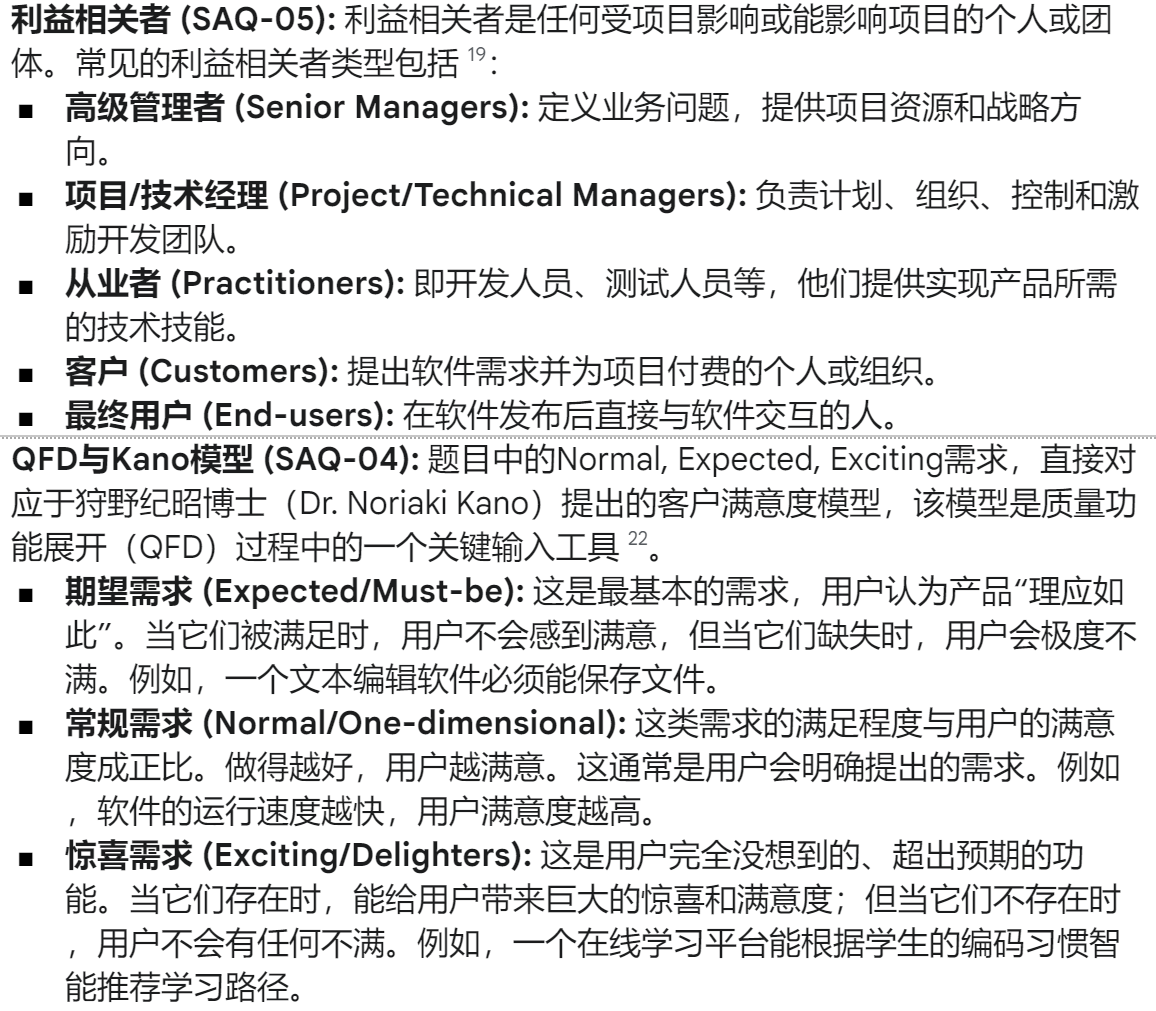 利益相关者 (SAQ-05): 利益相关者是任何受项目影响或能影响项目的个人或团
体。常见的利益相关者类型包括 19：
■ 高级管理者 (Senior Managers): 定义业务问题，提供项目资源和战略方
向。
■ 项目/技术经理 (Project/Technical Managers): 负责计划、组织、控制和激
励开发团队。
■ 从业者 (Practitioners): 即开发人员、测试人员等，他们提供实现产品所需
的技术技能。
■ 客户 (Customers): 提出软件需求并为项目付费的个人或组织。
■ 最终用户 (End-users): 在软件发布后直接与软件交互的人。
QFD与Kano模型 (SAQ-04): 题目中的Normal, Expected, Exciting需求，直接对
应于狩野纪昭博士（Dr. Noriaki Kano）提出的客户满意度模型，该模型是质量功
能展开（QFD）过程中的一个关键输入工具 22。
■ 期望需求 (Expected/Must-be): 这是最基本的需求，用户认为产品“理应如
此”。当它们被满足时，用户不会感到满意，但当它们缺失时，用户会极度不
满。例如，一个文本编辑软件必须能保存文件。
■ 常规需求 (Normal/One-dimensional): 这类需求的满足程度与用户的满意
度成正比。做得越好，用户越满意。这通常是用户会明确提出的需求。例如
，软件的运行速度越快，用户满意度越高。
■ 惊喜需求 (Exciting/Delighters): 这是用户完全没想到的、超出预期的功
能。当它们存在时，能给用户带来巨大的惊喜和满意度；但当它们不存在时
，用户不会有任何不满。例如，一个在线学习平台能根据学生的编码习惯智
能推荐学习路径。